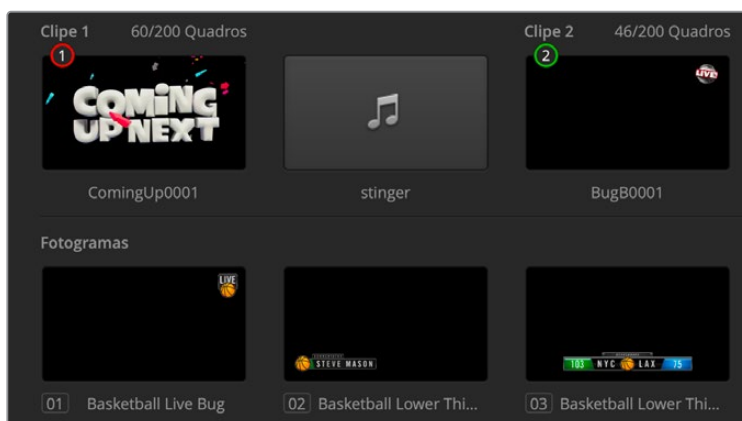 Clipe 1 60/200 Quadros
Clipe 2 46/200 Quadros
1
2
COMING
UP NEXT
LIVE!
ComingUp0001
stinger
BugB0001
Fotogramas
LIVE
STEVE MASON
103 NYC LAX 75
01 Basketball Live Bug
02 Basketball Lower Thi...
03 Basketball Lower Thi...